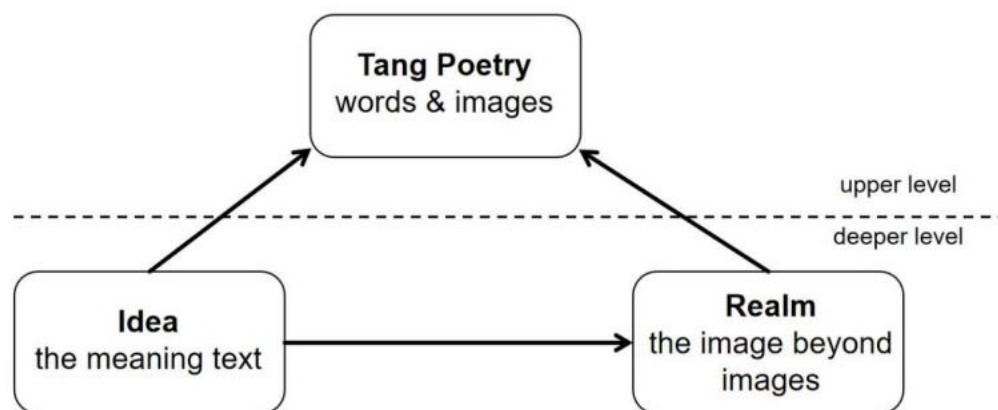 Tang Poetry
words & images
upper level
deeper level
Idea
the meaning text
Realm
the image beyond
images